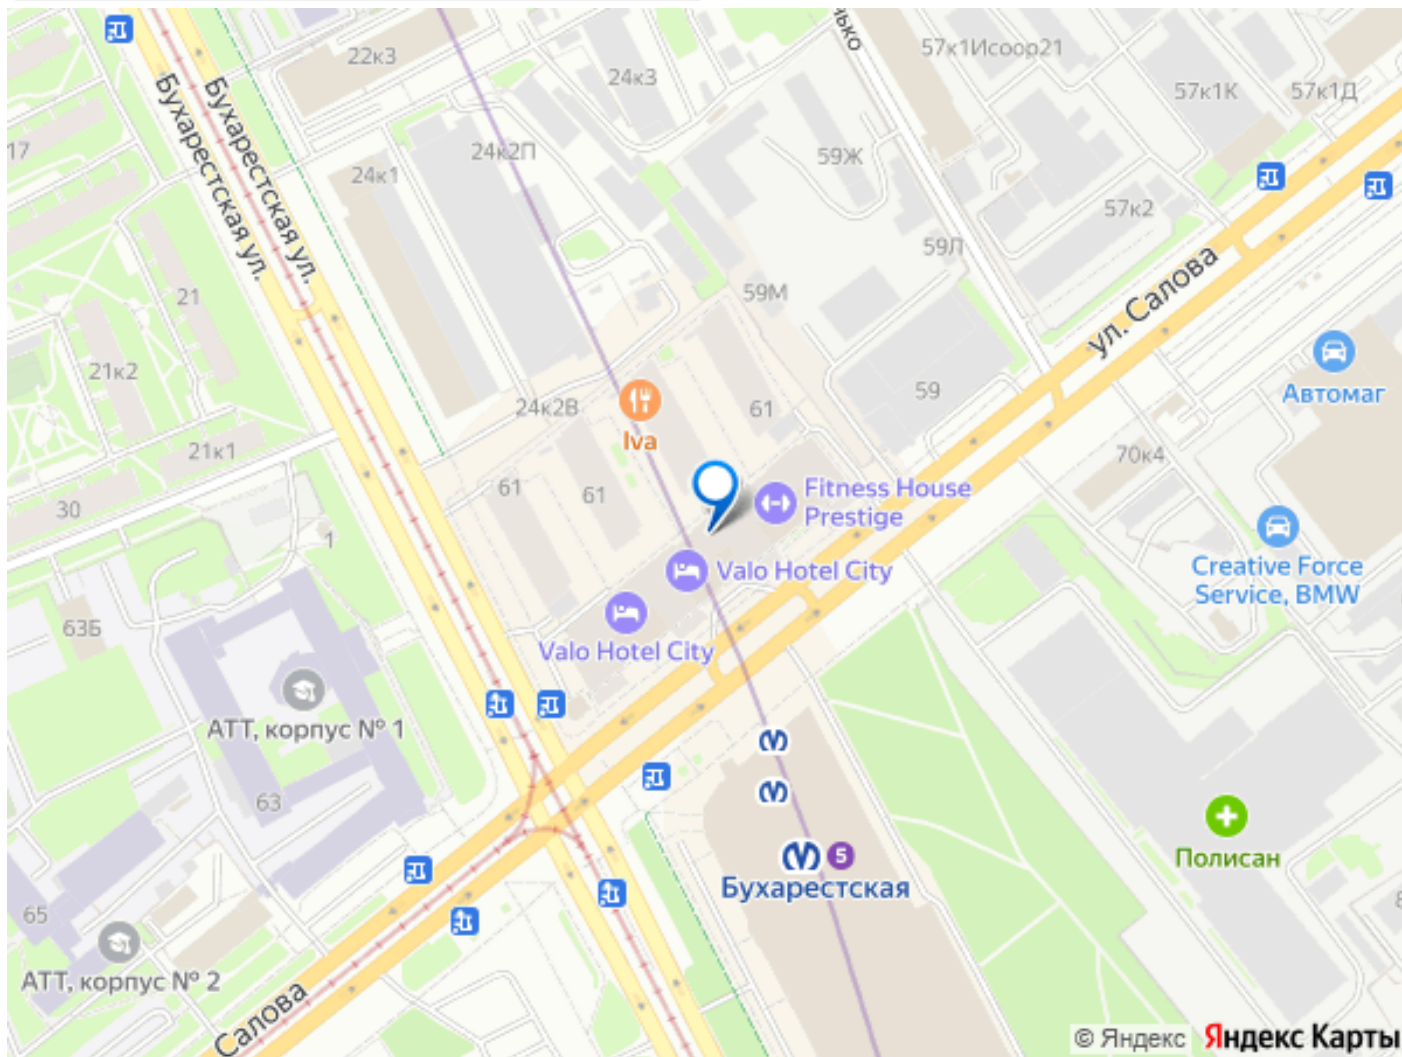 нько
57к1Исоор21
22к3
24к3
57к1К
57к1Д
Бухарестская ул.
Бухарестская ул.
17
24к2П
59Ж
24к1
57к2
59Л
ул. Салова
21
59М
21к2
Автомаг
24к2В
61
59
Iva
21к1
70к4
61
61
Fitness House
Prestige
30
1
Valo Hotel City
Creative Force
Service, BMW
63Б
Valo Hotel City
АТТ, корпус № 1
63
5
Полисан
Бухарестская
65
8
АТТ, корпус № 2
Салова
© Яндекс
Яндекс Карты